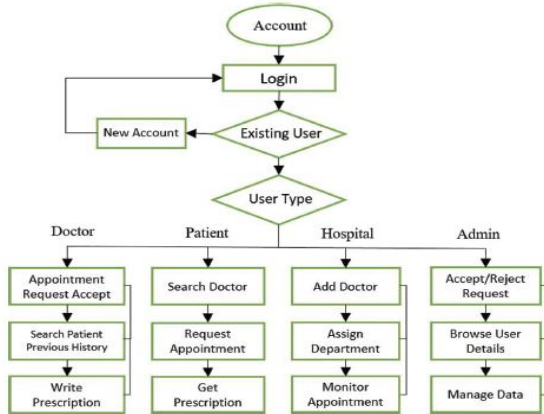 Account
Login
New Account
Existing User
User Type
Doctor
Patient
Hospital
Admin
Appointment
Request Accept
Search Doctor
Add Doctor
Accept/Reject
Request
Search Patient
Previous History
Request
Appointment
Assign
Department
Browse User
Details
Write
Prescription
Get
Prescription
Monitor
Appointment
Manage Data